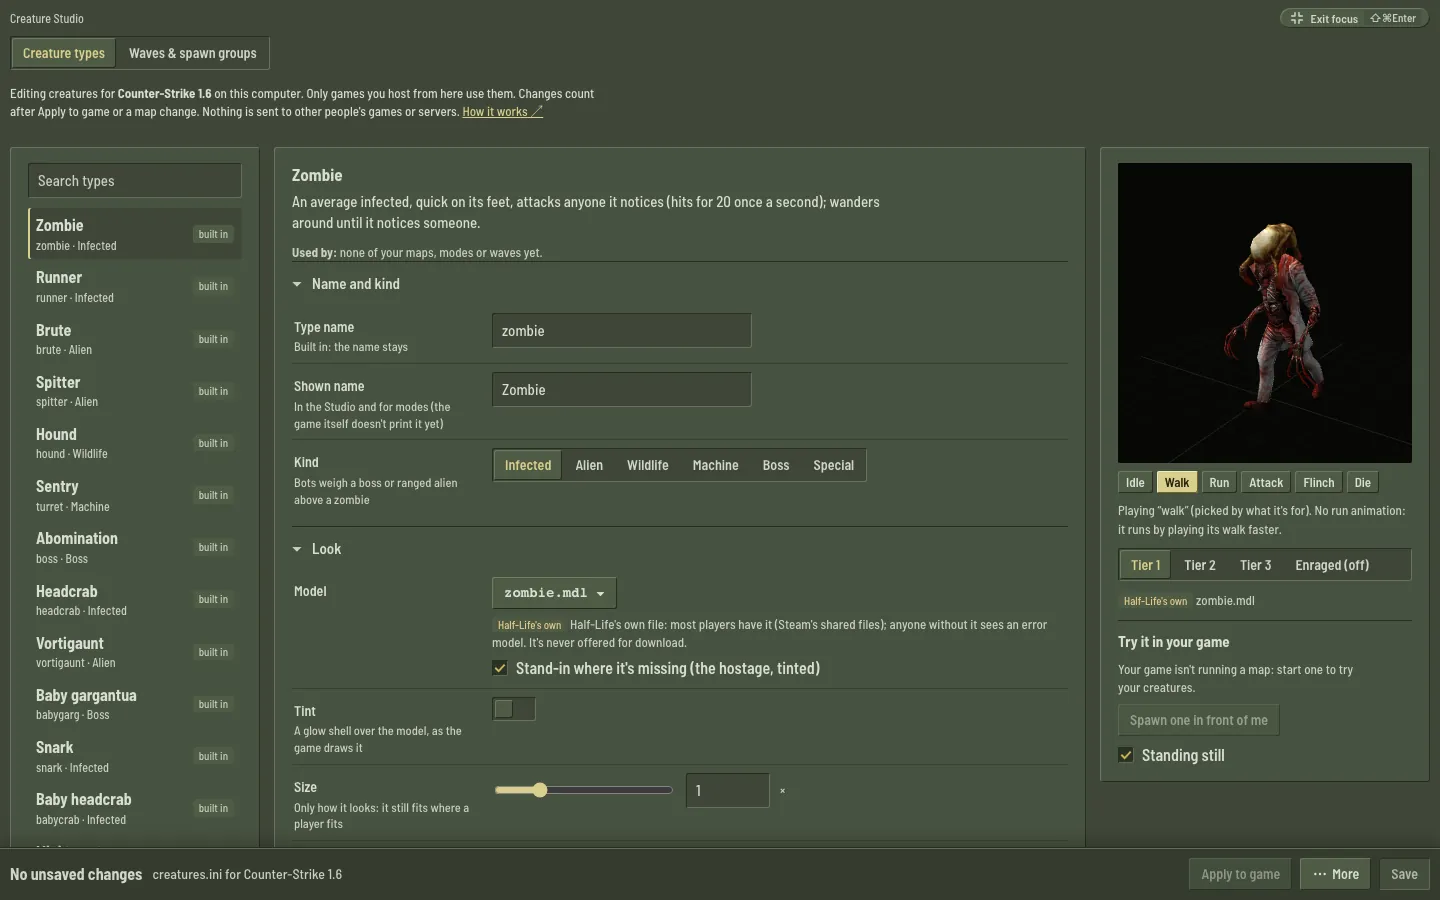 Creature Studio
Exit focus ⇧⌘Enter
Creature types
Waves & spawn groups
Editing creatures for Counter-Strike 1.6 on this computer. Only games you host from here use them. Changes count
after Apply to game or a map change. Nothing is sent to other people's games or servers. How it works ↗
Search types
Zombie
zombie · Infected
built in
Runner
runner · Infected
built in
Brute
brute · Alien
built in
Spitter
spitter · Alien
built in
Hound
hound · Wildlife
built in
Sentry
turret · Machine
built in
Abomination
boss · Boss
built in
Headcrab
headcrab · Infected
built in
Vortigaunt
vortigaunt · Alien
built in
Baby gargantua
babygarg · Boss
built in
Snark
snark · Infected
built in
Baby headcrab
babycrab · Infected
built in
Zombie
An average infected, quick on its feet, attacks anyone it notices (hits for 20 once a second); wanders
around until it notices someone.
Used by: none of your maps, modes or waves yet.
Name and kind
Type name
Built in: the name stays
zombie
Shown name
In the Studio and for modes (the
game itself doesn't print it yet)
Zombie
Kind
Bots weigh a boss or ranged alien
above a zombie
Infected
Alien
Wildlife
Machine
Boss
Special
Look
Model
zombie.mdl
Half-Life's own Half-Life's own file: most players have it (Steam's shared files); anyone without it sees an error
model. It's never offered for download.
Stand-in where it's missing (the hostage, tinted)
Tint
A glow shell over the model, as the
game draws it
Size
Only how it looks: it still fits where a
player fits
1
×
Idle
Walk
Run
Attack
Flinch
Die
Playing "walk" (picked by what it's for). No run animation:
it runs by playing its walk faster.
Tier 1
Tier 2
Tier 3
Enraged (off)
Half-Life's own zombie.mdl
Try it in your game
Your game isn't running a map: start one to try
your creatures.
Spawn one in front of me
Standing still
No unsaved changes
creatures.ini for Counter-Strike 1.6
Apply to game
··· More
Save